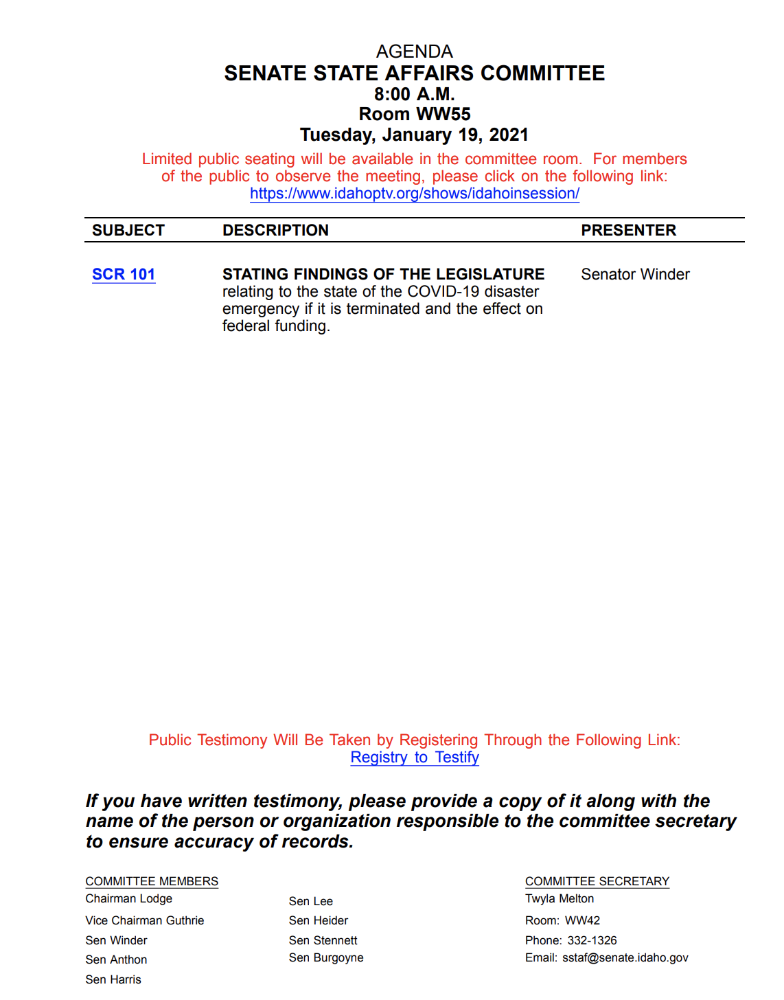 AGENDA
SENATE STATE AFFAIRS COMMITTEE
8:00 A.M.
Room WW55
Tuesday, January 19, 2021
Limited public seating will be available in the committee room. For members
of the public to observe the meeting, please click on the following link:
https://www.idahoptv.org/shows/idahoinsession/
SUBJECT DESCRIPTION PRESENTER
SCR 101 STATING FINDINGS OF THE LEGISLATURE Senator Winder
relating to the state of the COVID-19 disaster
emergency if it is terminated and the effect on
federal funding.
Public Testimony Will Be Taken by Registering Through the Following Link:
Registry to Testify
If you have written testimony, please provide a copy of it along with the
name of the person or organization responsible to the committee secretary
to ensure accuracy of records.
COMMITTEE MEMBERS
Chairman Lodge
Vice Chairman Guthrie
Sen Winder
Sen Anthon
Sen Harris
Sen Lee
Sen Heider
Sen Stennett
Sen Burgoyne
COMMITTEE SECRETARY
Twyla Melton
Room: WW42
Phone: 332-1326
Email: sstaf@senate.idaho.gov